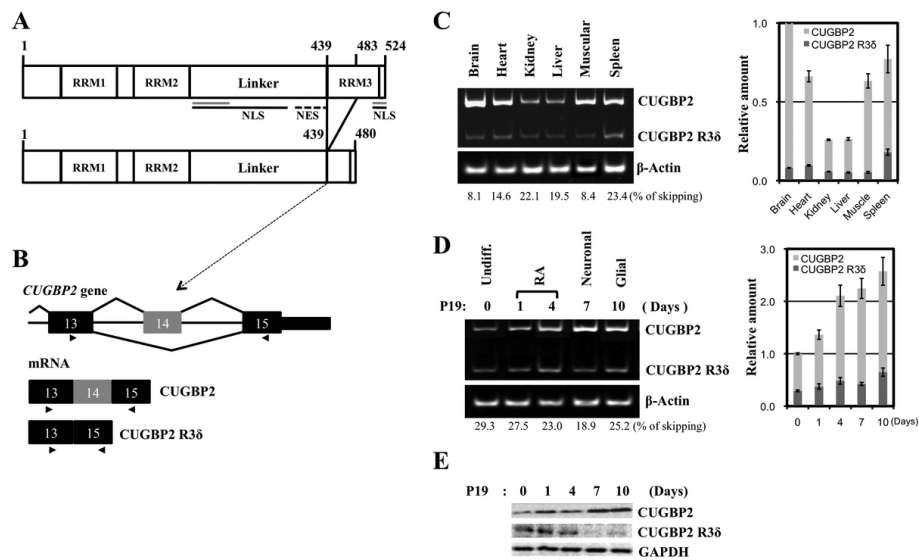 A
1 439 483 524
RRM1 RRM2 Linker RRM3
NLS NES NLS
1 439 480
RRM1 RRM2 Linker
B
CUGBP2 gene
13 14 15
mRNA
13 14 15 CUGBP2
13 15 CUGBP2 R3δ
C
Brain Heart Kidney Liver Muscular Spleen
CUGBP2
CUGBP2 R3δ
β-Actin
8.1 14.6 22.1 19.5 8.4 23.4 (% of skipping)
Relative amount
1.0
0.5
0.0
CUGBP2
CUGBP2 R3δ
Brain Heart Kidney Liver Muscle Spleen
D
Undiff. RA Neuronal Glial
P19: 0 1 4 7 10 (Days)
CUGBP2
CUGBP2 R3δ
β-Actin
29.3 27.5 23.0 18.9 25.2 (% of skipping)
Relative amount
3.0
2.0
1.0
0.0
CUGBP2
CUGBP2 R3δ
0 1 4 7 10 (Days)
E
P19 : 0 1 4 7 10 (Days)
CUGBP2
CUGBP2 R3δ
GAPDH